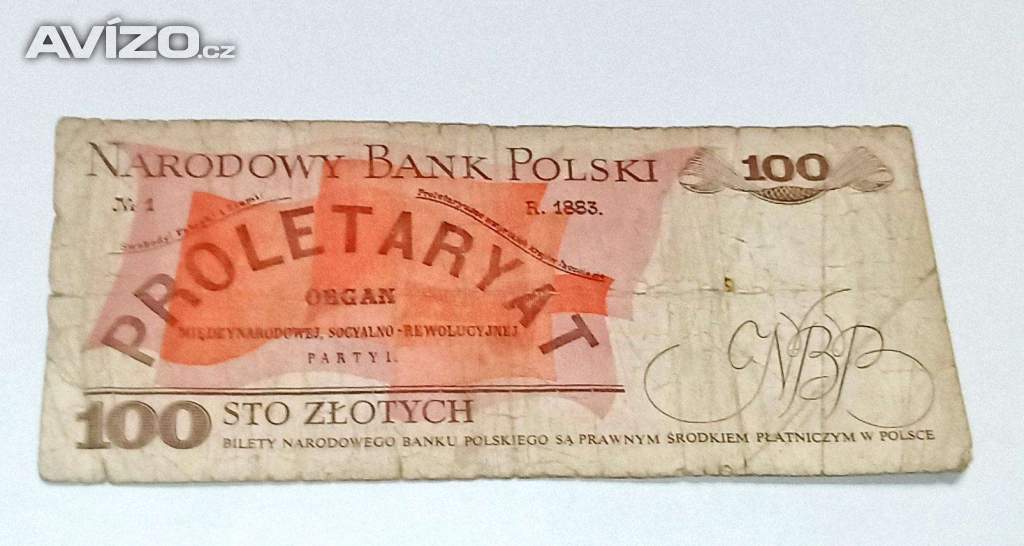 AVÍZO.cz
NARODOWY BANK POLSKI
100
№ 1
R. 1883.
PROLETARYAT
ORGAN
MIĘDZYNARODOWEJ, SOCYALNO-REWOLUCYJNEJ
PARTYI.
100 STO ZŁOTYCH
NBP
BILETY NARODOWEGO BANKU POLSKIEGO SĄ PRAWNYM ŚRODKIEM PŁATNICZYM W POLSCE